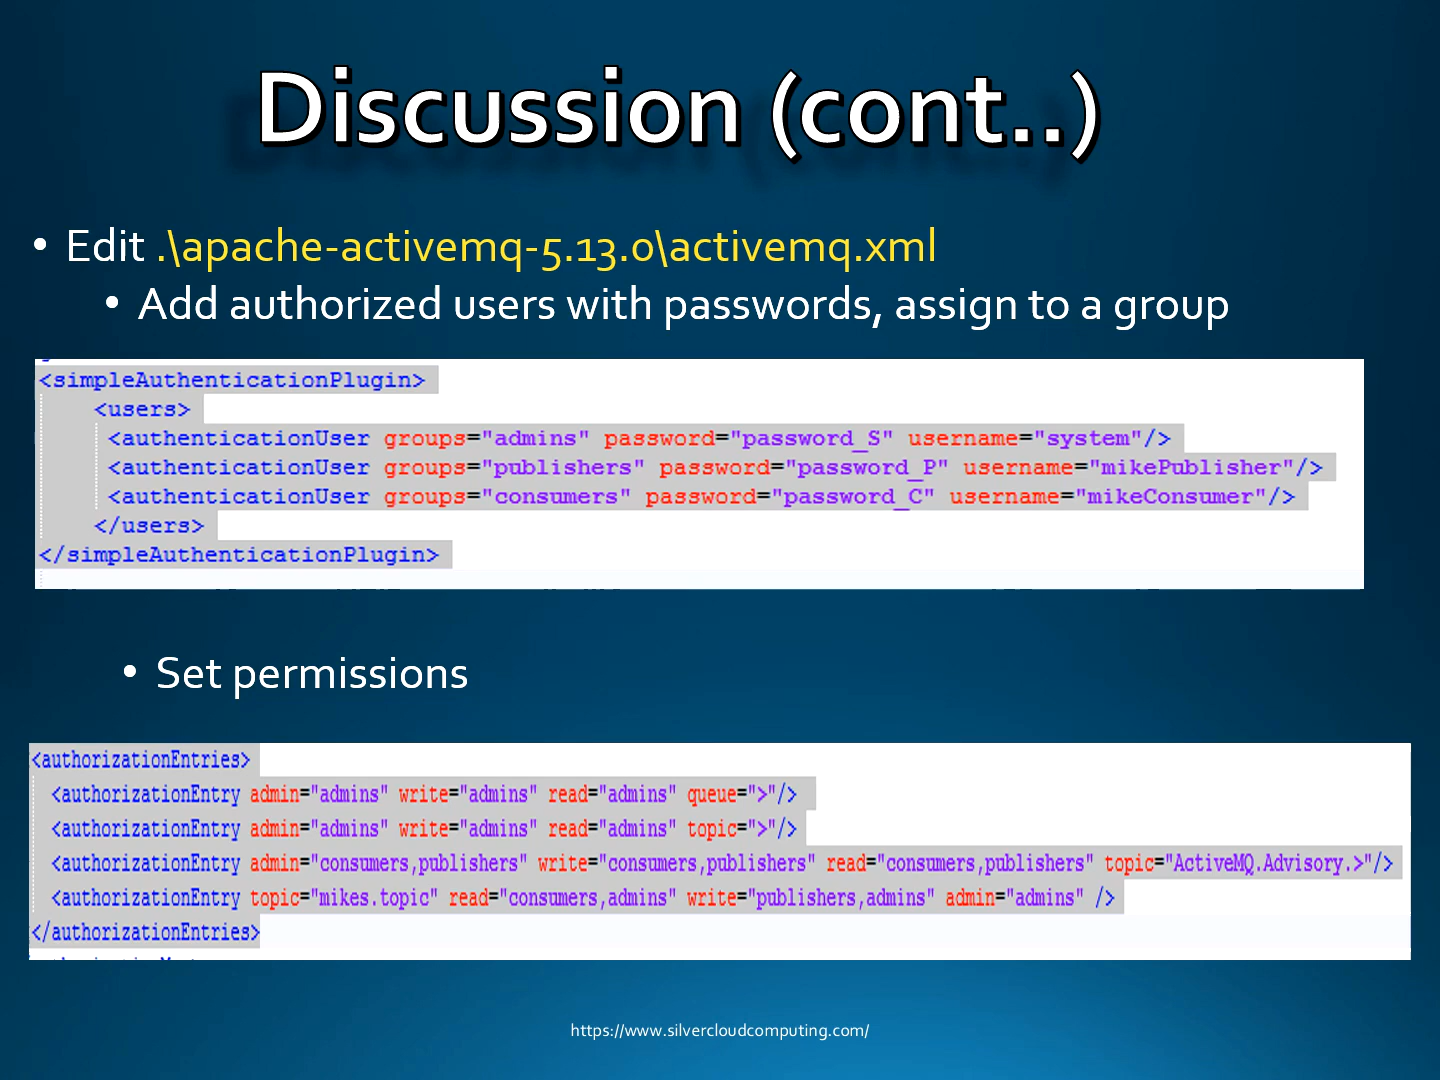 Discussion (cont..)
• Edit .\apache-activemq-5.13.0\activemq.xml
• Add authorized users with passwords, assign to a group
<simpleAuthenticationPlugin>
<users>
<authenticationUser groups="admins" password="password_S" username="system"/>
<authenticationUser groups="publishers" password="password_P" username="mikePublisher"/>
<authenticationUser groups="consumers" password="password_C" username="mikeConsumer"/>
</users>
</simpleAuthenticationPlugin>
• Set permissions
<authorizationEntries>
<authorizationEntry admin="admins" write="admins" read="admins" queue=">"/>
<authorizationEntry admin="admins" write="admins" read="admins" topic=">"/>
<authorizationEntry admin="consumers,publishers" write="consumers,publishers" read="consumers,publishers" topic="ActiveMQ.Advisory.>"/>
<authorizationEntry topic="mikes.topic" read="consumers,admins" write="publishers,admins" admin="admins" />
</authorizationEntries>
https://www.silvercloudcomputing.com/